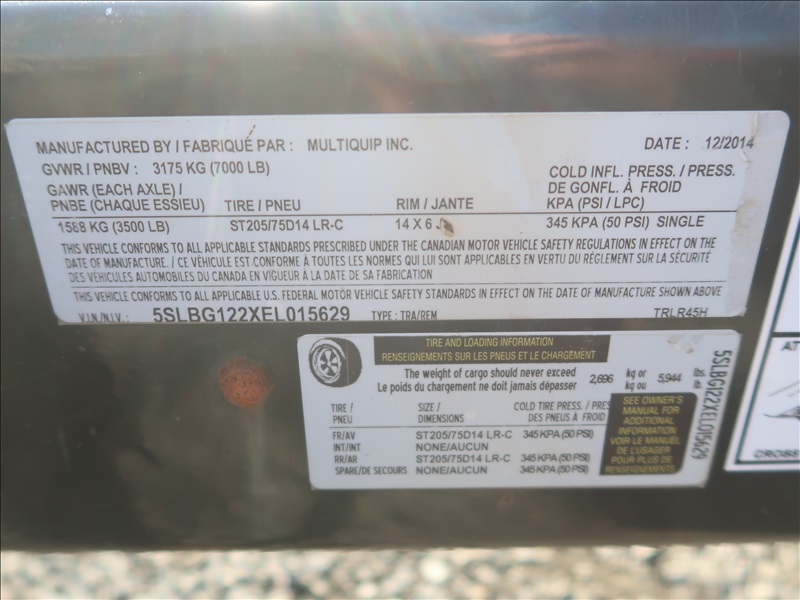 MANUFACTURED BY / FABRIQUÉ PAR : MULTIQUIP INC. DATE : 12/2014
GVWR / PNBV : 3175 KG (7000 LB)
GAWR (EACH AXLE) / COLD INFL. PRESS. / PRESS.
PNBE (CHAQUE ESSIEU) TIRE / PNEU RIM / JANTE DE GONFL. À FROID
KPA (PSI / LPC)
1588 KG (3500 LB) ST205/75D14 LR-C 14 X 6 345 KPA (50 PSI) SINGLE
THIS VEHICLE CONFORMS TO ALL APPLICABLE STANDARDS PRESCRIBED UNDER THE CANADIAN MOTOR VEHICLE SAFETY REGULATIONS IN EFFECT ON THE
DATE OF MANUFACTURE. / CE VÉHICULE EST CONFORME À TOUTES LES NORMES QUI LUI SONT APPLICABLES EN VERTU DU RÈGLEMENT SUR LA SÉCURITÉ
DES VÉHICULES AUTOMOBILES DU CANADA EN VIGUEUR À LA DATE DE SA FABRICATION
THIS VEHICLE CONFORMS TO ALL APPLICABLE U.S. FEDERAL MOTOR VEHICLE SAFETY STANDARDS IN EFFECT ON THE DATE OF MANUFACTURE SHOWN ABOVE
V.I.N./N.I.V. : 5SLBG122XEL015629 TYPE : TRA/REM TRLR45H
TIRE AND LOADING INFORMATION
RENSEIGNEMENTS SUR LES PNEUS ET LE CHARGEMENT
The weight of cargo should never exceed 2,696 kg or 5,944 lbs
Le poids du chargement ne doit jamais dépasser kg ou lb
TIRE / SIZE / COLD TIRE PRESS. / PRES
PNEU DIMENSIONS DES PNEUS À FROID
FR/AV ST205/75D14 LR-C 345 KPA (50 PSI)
INT/INT NONE/AUCUN
RR/AR ST205/75D14 LR-C 345 KPA (50 PSI)
SPARE/DE SECOURS NONE/AUCUN 345 KPA (50 PSI)
SEE OWNER'S
MANUAL FOR
ADDITIONAL
INFORMATION
VOIR LE MANUEL
DE L'USAGER
POUR PLUS DE
RENSEIGNEMENTS
5SLBG122XEL015629
AT
CROSS